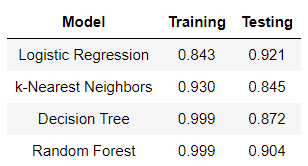 Model Training Testing
Logistic Regression 0.843 0.921
k-Nearest Neighbors 0.930 0.845
Decision Tree 0.999 0.872
Random Forest 0.999 0.904